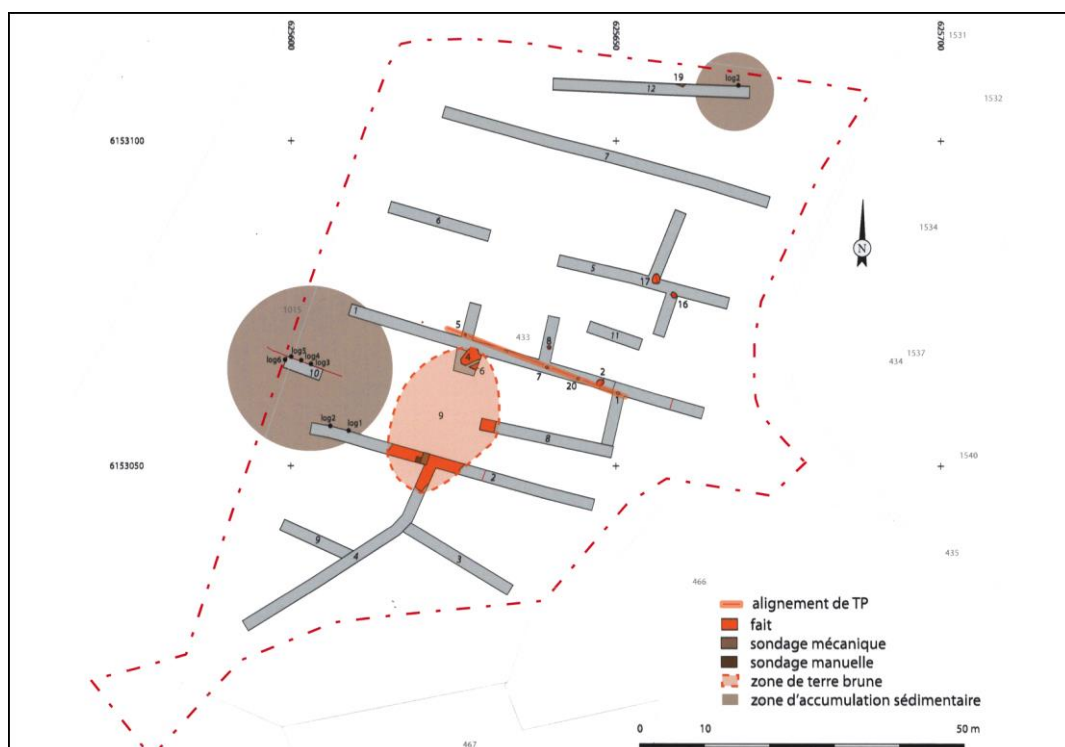 625600
625650
625700
1531
19
log2
12
1532
6153100
7
6
1534
N
5
17
16
1015
1
5
433
11
8
434
1537
log5
log6
log4
log3
10
4
6
7
20
2
1
9
log2
log1
8
6153050
2
1540
9
4
3
435
466
alignement de TP
fait
sondage mécanique
sondage manuelle
zone de terre brune
zone d'accumulation sédimentaire
467
0 10 50 m